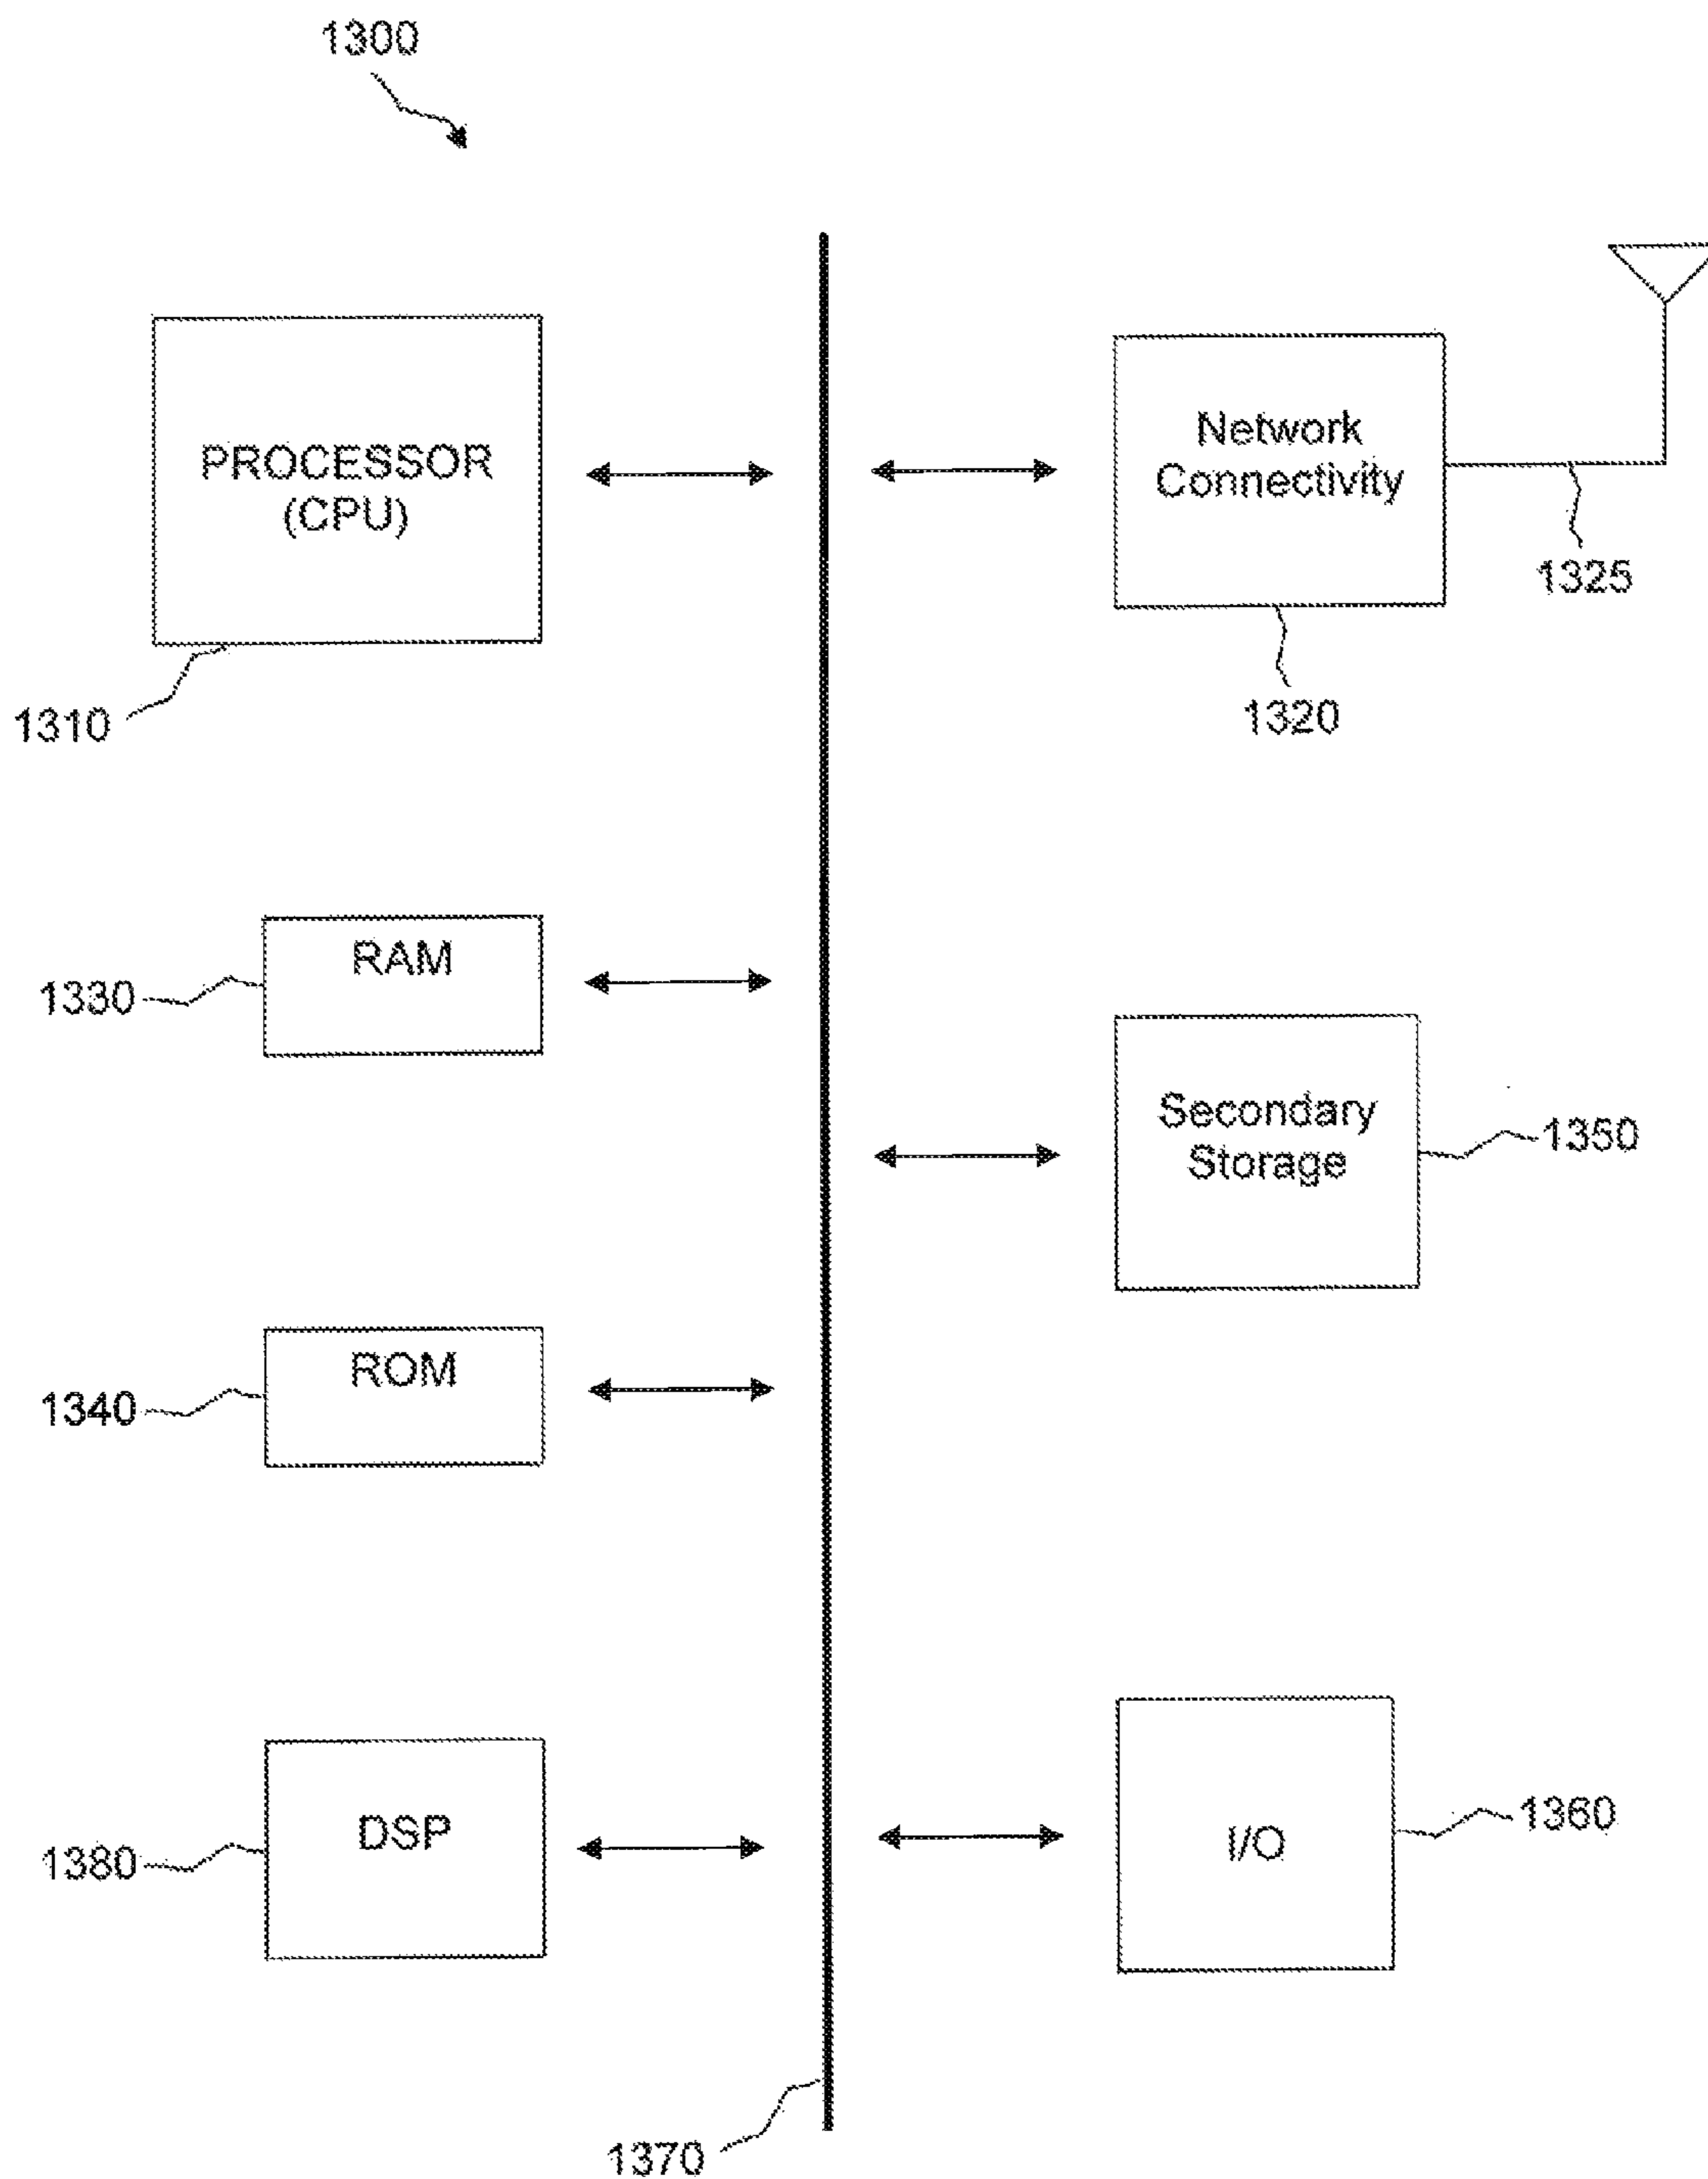 1300
PROCESSOR
(CPU)
1310
Network
Connectivity
1325
1320
RAM
1330
Secondary
Storage
1350
ROM
1340
DSP
1380
I/O
1360
1370